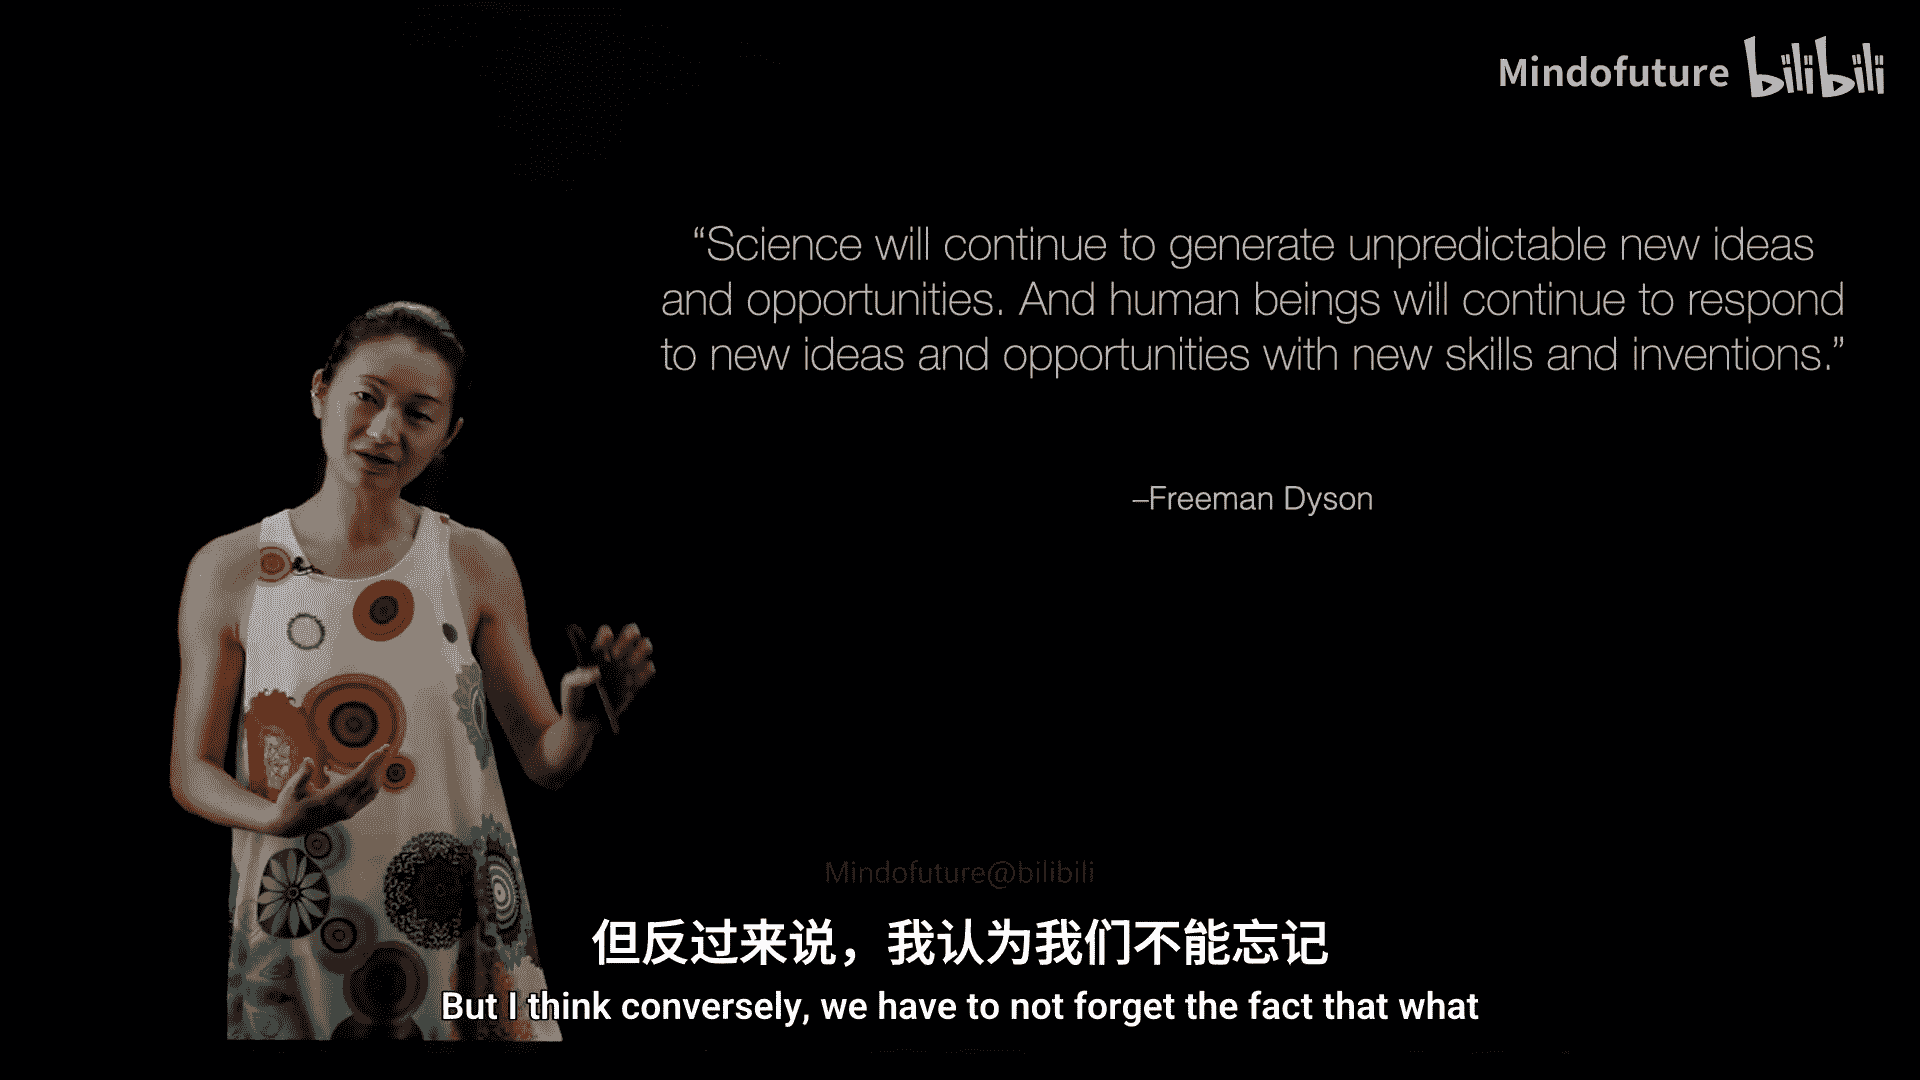 Mindofuture bilibili
“Science will continue to generate unpredictable new ideas
and opportunities. And human beings will continue to respond
to new ideas and opportunities with new skills and inventions.”
–Freeman Dyson
Mindofuture@bilibili
但反过来说，我认为我们不能忘记
But I think conversely, we have to not forget the fact that what